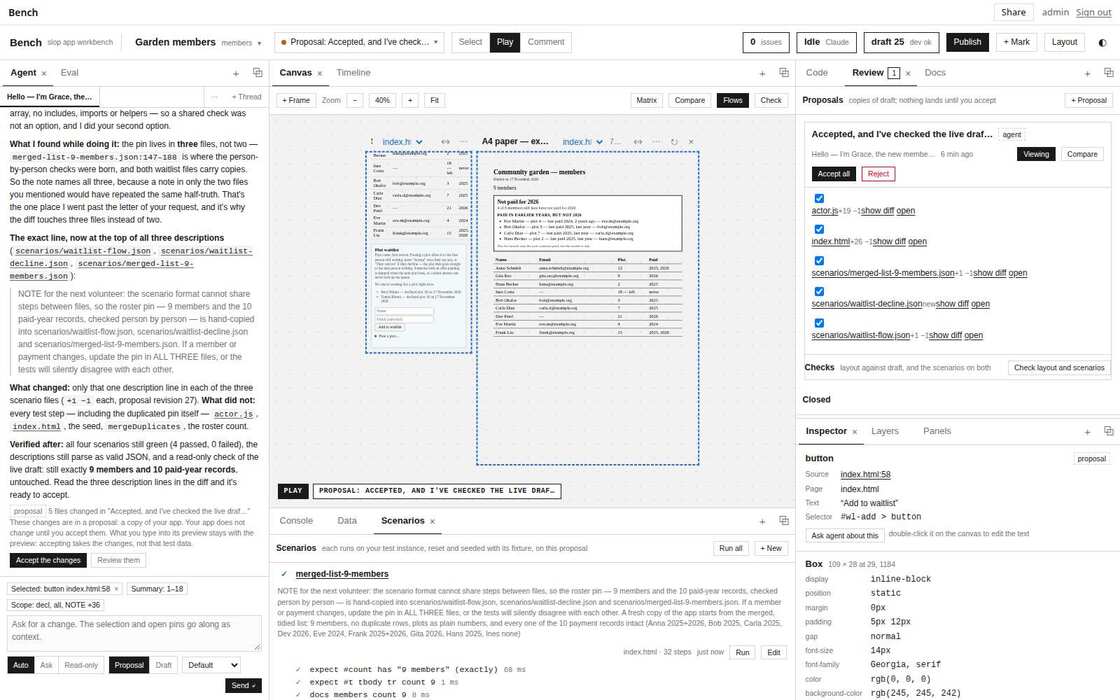 Bench
Share admin Sign out
Bench slop app workbench Garden members members
Proposal: Accepted, and I've check…
Select Play Comment
0 issues Idle Claude draft 25 dev ok Publish + Mark Layout
Agent × Eval
Hello — I'm Grace, the… ··· + Thread
array, no includes, imports or helpers — so a shared check was
not an option, and I did your second option.
What I found while doing it: the pin lives in three files, not two —
merged-list-9-members.json:147–188 is where the person-
by-person checks were born, and both waitlist files carry copies.
So the note names all three, because a note in only the two files
you mentioned would have repeated the same half-truth. That is
the one place I went past the letter of your request, and it's why
the diff touches three files instead of two.
The exact line, now at the top of all three descriptions
( scenarios/waitlist-flow.json , scenarios/waitlist-
decline.json , scenarios/merged-list-9-
members.json ):
NOTE for the next volunteer: the scenario format cannot share
steps between files, so the roster pin — 9 members and the 10
paid-year records, checked person by person — is hand-copied
into scenarios/waitlist-flow.json, scenarios/waitlist-decline.json
and scenarios/merged-list-9-members.json. If a member or
payment changes, update the pin in ALL THREE files, or the
tests will silently disagree with each other.
What changed: only that one description line in each of the three
scenario files ( +1 −1 each, proposal revision 27). What did not:
every test step — including the duplicated pin itself — actor.js ,
index.html , the seed, mergeDuplicates , the roster count.
Verified after: all four scenarios still green (4 passed, 0 failed), the
descriptions still parse as valid JSON, and a read-only check of the
live draft: still exactly 9 members and 10 paid-year records,
untouched. Read the three description lines in the diff and it's
ready to accept.
proposal 5 files changed in "Accepted, and I've checked the live draf…"
These changes are in a proposal: a copy of your app. Your app does not
change until you accept them. What you type into its preview stays with the
preview: accepting takes the changes, not that test data.
Accept the changes Review them
Selected: button index.html:58 × Summary: 1–18
Scope: decl, all, NOTE +36
Ask for a change. The selection and open pins go along as
context.
Auto Ask Read-only Proposal Draft Default
Send
Canvas × Timeline
+ Frame Zoom − 40% + Fit Matrix Compare Flows Check
A4 paper — ex… 7…
Community garden — members
9 members
Not paid for 2026
PAID IN EARLIER YEARS, BUT NOT 2026
Name Email Plot Paid
PLAY PROPOSAL: ACCEPTED, AND I'VE CHECKED THE LIVE DRAF…
Console Data Scenarios ×
Scenarios each runs on your test instance, reset and seeded with its fixture, on this proposal Run all + New
✓ merged-list-9-members
NOTE for the next volunteer: the scenario format cannot share steps between files, so the roster pin — 9 members and the 10 paid-year records, checked
person by person — is hand-copied into scenarios/waitlist-flow.json, scenarios/waitlist-decline.json and scenarios/merged-list-9-members.json. If a member
or payment changes, update the pin in ALL THREE files, or the tests will silently disagree with each other. A fresh copy of the app starts from the merged,
tidied list: 9 members, no duplicate rows, plots as plain numbers, and every one of the 10 payment records intact (Anna 2025+2026, Bob 2025, Carla 2025,
Dev 2026, Eve 2024, Frank 2025+2026, Gita 2026, Hans 2025, Ines none)
index.html · 32 steps just now Run Edit
✓ expect #count has "9 members" (exactly) 68 ms
✓ expect #t tbody tr count 9 1 ms
✓ docs members count 9 0 ms
Code Review 1 × Docs
Proposals copies of draft; nothing lands until you accept + Proposal
Accepted, and I've checked the live draf… agent
Hello — I'm Grace, the new membe… 6 min ago Viewing Compare
Accept all Reject
actor.js+19 −1show diff open
index.html+26 −1show diff open
scenarios/merged-list-9-members.json+1 −1show diff open
scenarios/waitlist-decline.jsonnewshow diff open
scenarios/waitlist-flow.json+1 −1show diff open
Checks layout against draft, and the scenarios on both Check layout and scenarios
Closed
Inspector × Layers Panels
button proposal
Source index.html:58
Page index.html
Text “Add to waitlist”
Selector #wl-add > button
Ask agent about this double-click it on the canvas to edit the text
Box 109 × 28 at 29, 1184
display inline-block
position static
margin 0px
padding 5px 12px
gap normal
font-size 14px
font-family Georgia, serif
color rgb(0, 0, 0)
background-color rgb(245, 245, 242)